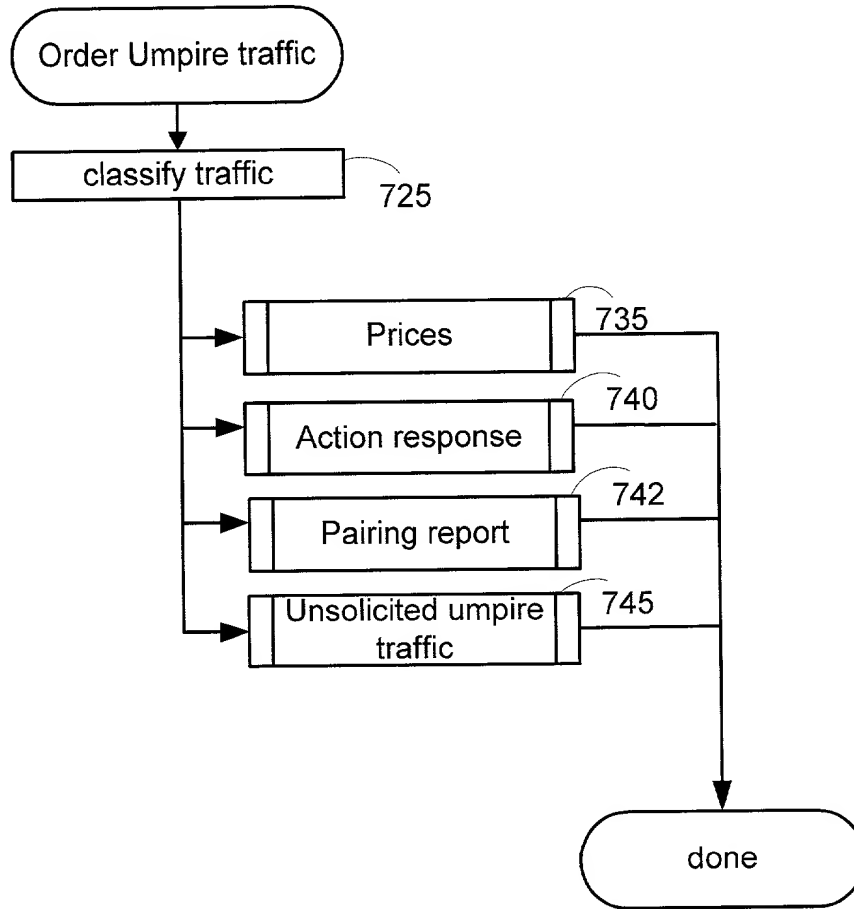 Order Umpire traffic
classify traffic
725
Prices
735
Action response
740
Pairing report
742
Unsolicited umpire
traffic
745
done